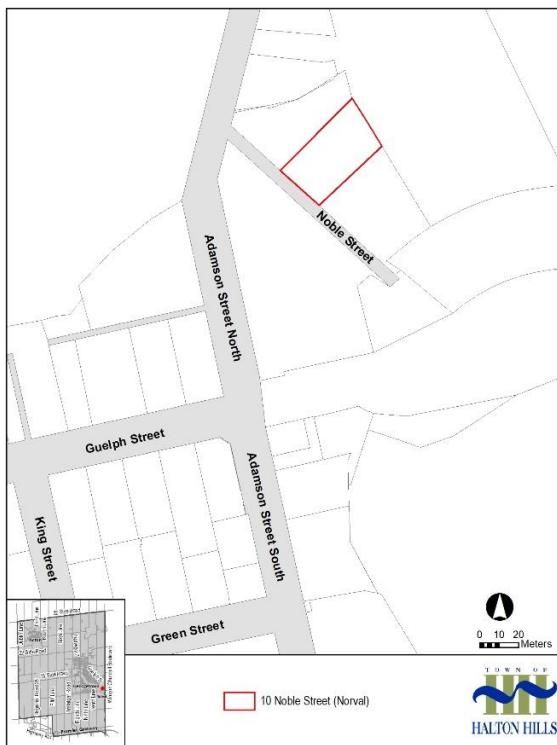 Noble Street
Adamson Street North
Guelph Street
Adamson Street South
King Street
Green Street
0 10 20
Meters
10 Noble Street (Norval)
TOWN OF
HALTON HILLS